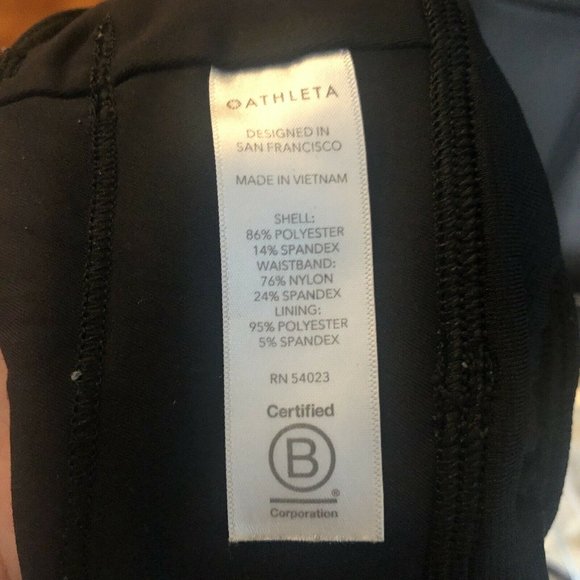 ATHLETA
DESIGNED IN
SAN FRANCISCO
MADE IN VIETNAM
SHELL:
86% POLYESTER
14% SPANDEX
WAISTBAND:
76% NYLON
24% SPANDEX
LINING:
95% POLYESTER
5% SPANDEX
RN 54023
Certified
B
®
Corporation